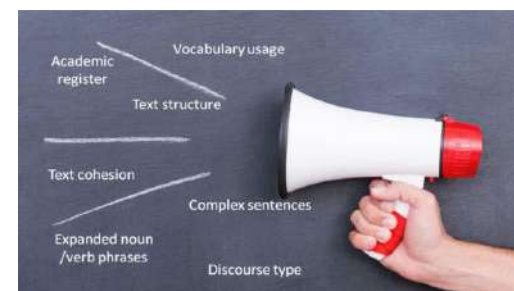 Vocabulary usage
Academic
register
Text structure
Text cohesion
Complex sentences
Expanded noun
/verb phrases
Discourse type